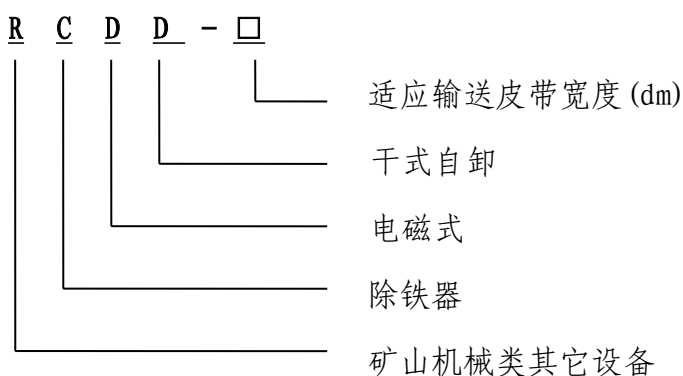 R C D D - □
适应输送皮带宽度(dm)
干式自卸
电磁式
除铁器
矿山机械类其它设备